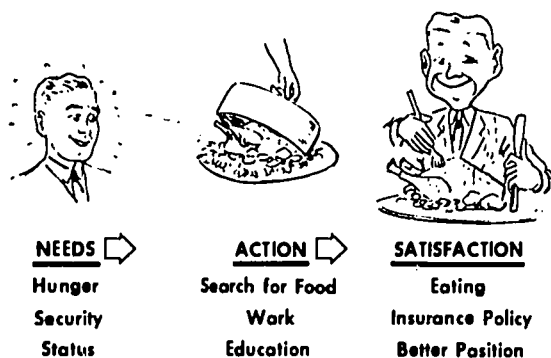 NEEDS ACTION SATISFACTION
Hunger Search for Food Eating
Security Work Insurance Policy
Status Education Better Position